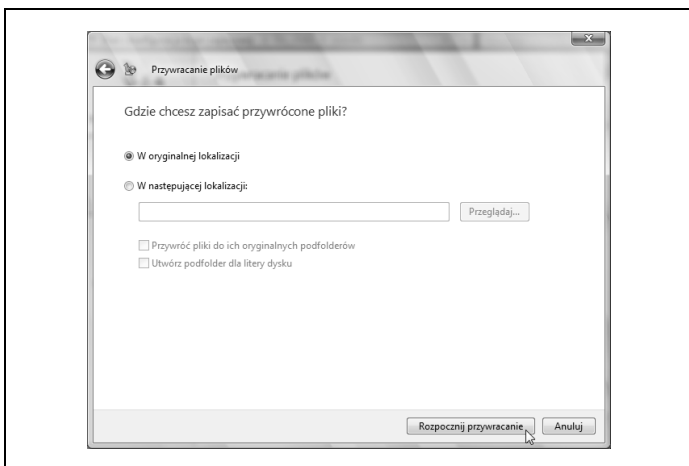 Przywracanie plików
Gdzie chcesz zapisać przywrócone pliki?
W oryginalnej lokalizacji
W następującej lokalizacji:
Przeglądaj...
Przywróć pliki do ich oryginalnych podfolderów
Utwórz podfolder dla litery dysku
Rozpocznij przywracanie
Anuluj